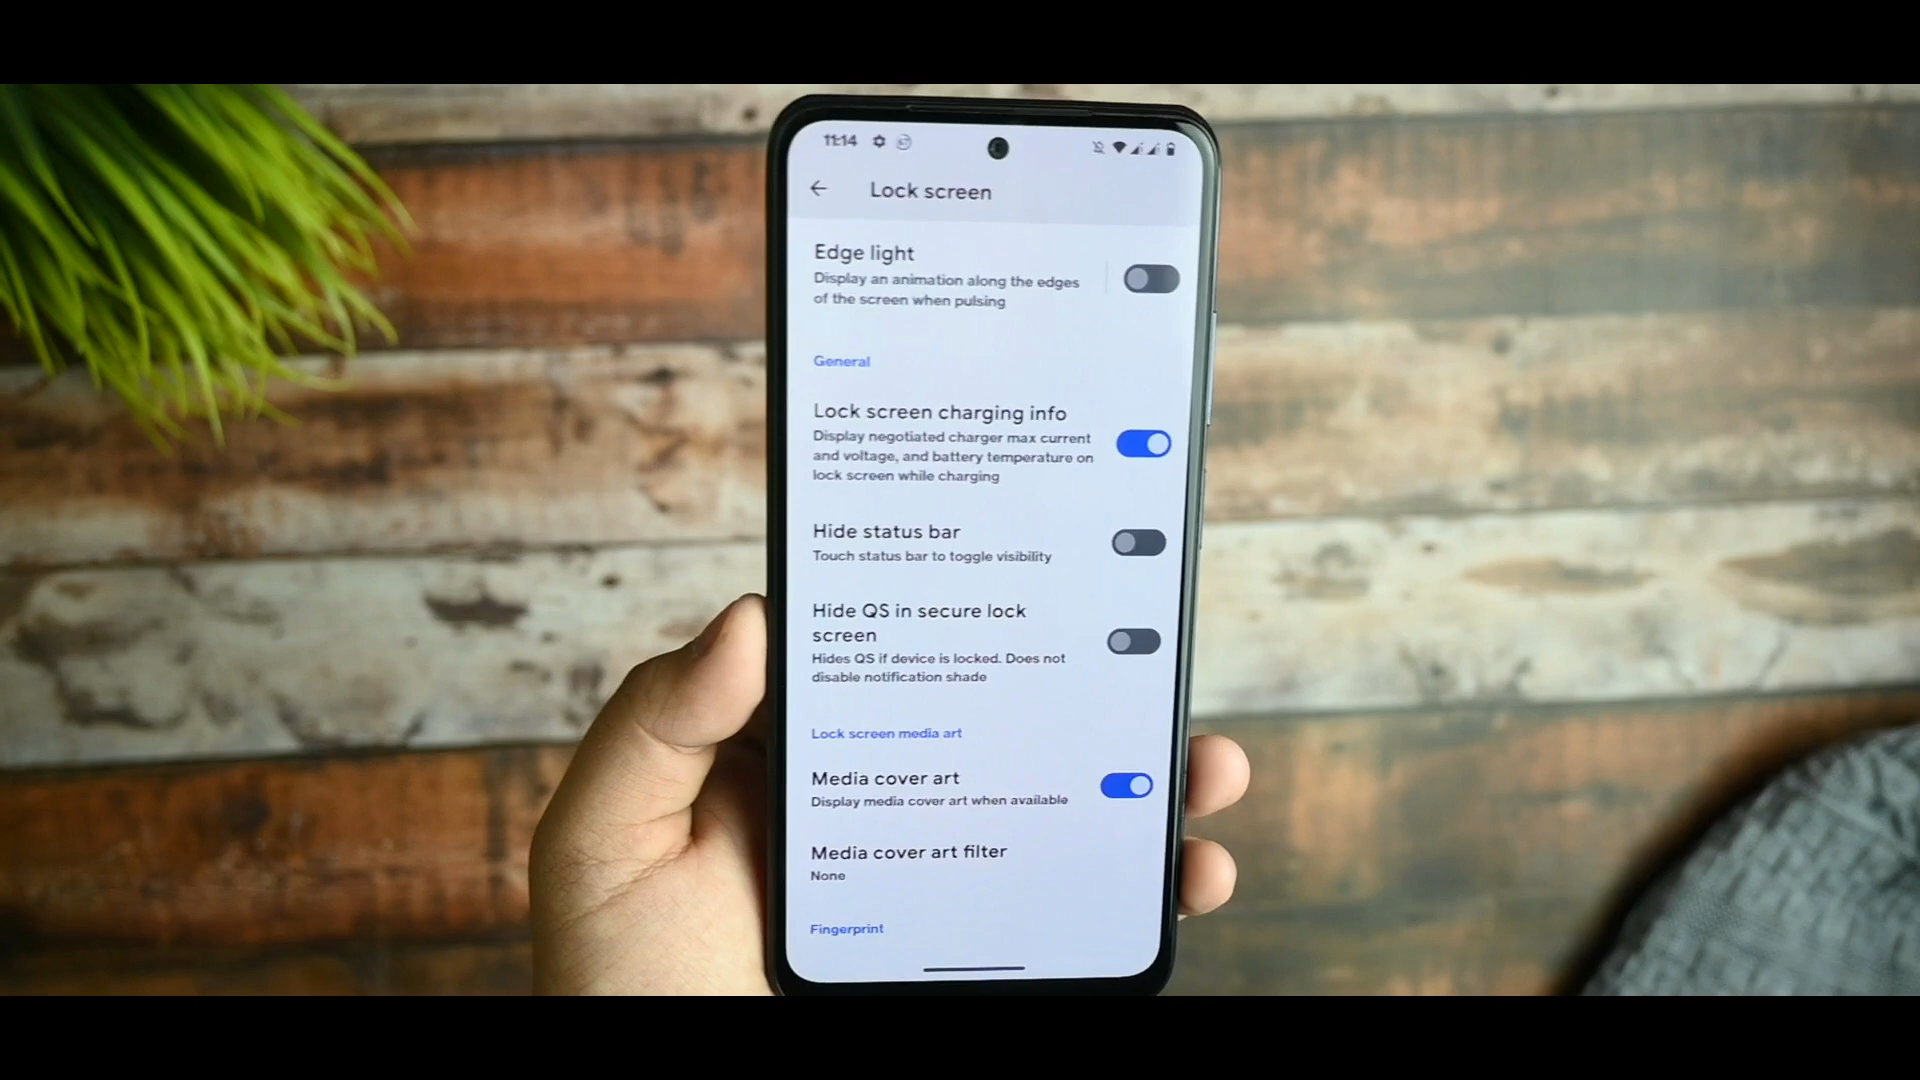 11:14
Lock screen
Edge light
Display an animation along the edges
of the screen when pulsing
General
Lock screen charging info
Display negotiated charger max current
and voltage, and battery temperature on
lock screen while charging
Hide status bar
Touch status bar to toggle visibility
Hide QS in secure lock
screen
Hides QS if device is locked. Does not
disable notification shade
Lock screen media art
Media cover art
Display media cover art when available
Media cover art filter
None
Fingerprint